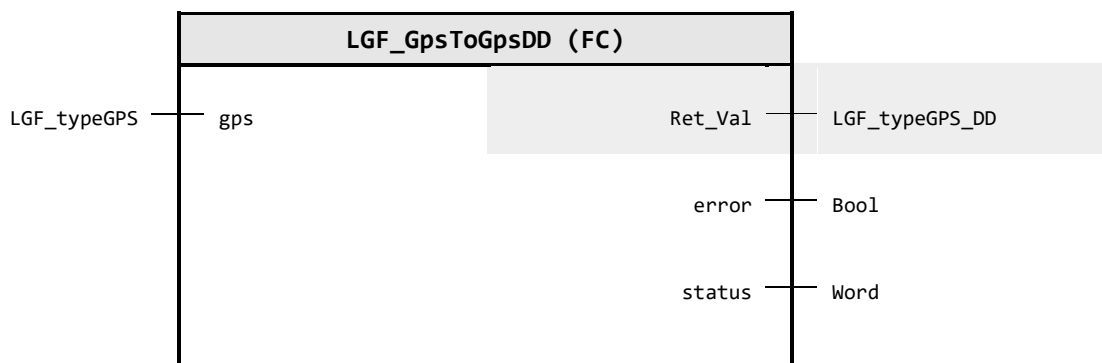 LGF_GpsToGpsDD (FC)
LGF_typeGPS gps Ret_Val LGF_typeGPS_DD
error Bool
status Word